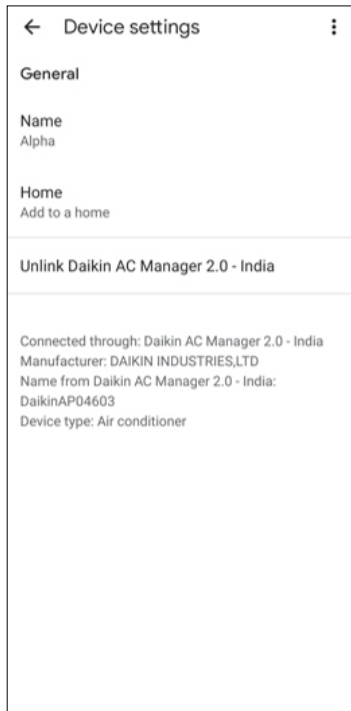 Device settings
General
Name
Alpha
Home
Add to a home
Unlink Daikin AC Manager 2.0 - India
Connected through: Daikin AC Manager 2.0 - India
Manufacturer: DAIKIN INDUSTRIES,LTD
Name from Daikin AC Manager 2.0 - India:
DaikinAP04603
Device type: Air conditioner